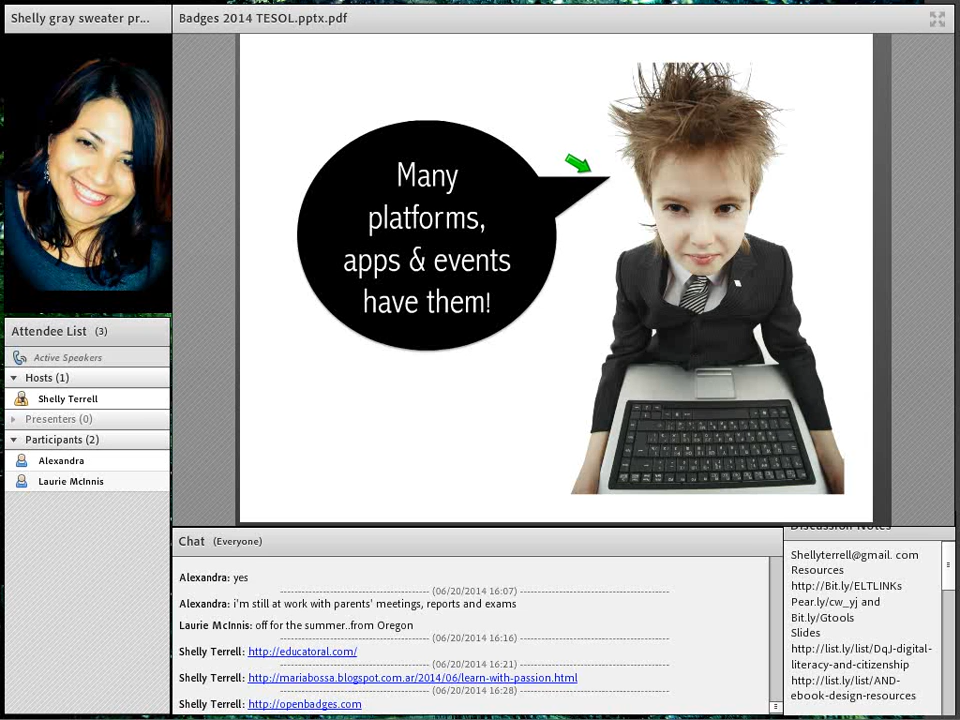 Shelly gray sweater pr...
Badges 2014 TESOL.pptx.pdf
Many
platforms,
apps & events
have them!
Attendee List (3)
Active Speakers
Hosts (1)
Shelly Terrell
Presenters (0)
Participants (2)
Alexandra
Laurie McInnis
Chat (Everyone)
Alexandra: yes
(06/20/2014 16:07)
Alexandra: i'm still at work with parents' meetings, reports and exams
Laurie McInnis: off for the summer..from Oregon
(06/20/2014 16:16)
Shelly Terrell: http://educatoral.com/
(06/20/2014 16:21)
Shelly Terrell: http://mariabossa.blogspot.com.ar/2014/06/learn-with-passion.html
(06/20/2014 16:28)
Shelly Terrell: http://openbadges.com
Discussion Notes
Shellyterrell@gmail. com
Resources
http://Bit.ly/ELTLINKs
Pear.ly/cw_yj and
Bit.ly/Gtools
Slides
http://list.ly/list/DqJ-digital-
literacy-and-citizenship
http://list.ly/list/AND-
ebook-design-resources